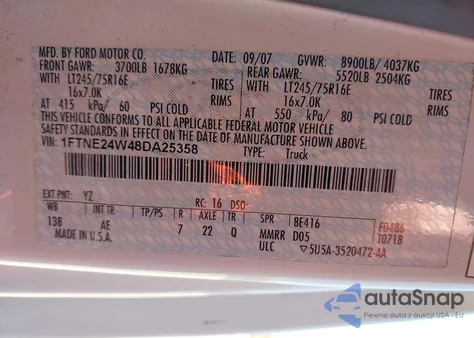 MFD. BY FORD MOTOR CO.
DATE: 09/07 GVWR: 8900LB/ 4037KG
FRONT GAWR: 3700LB 1678KG REAR GAWR: 5520LB 2504KG
WITH LT245/75R16E TIRES WITH LT245/75R16E TIRES
16x7.0K RIMS 16x7.0K RIMS
AT 415 kPa/ 60 PSI COLD AT 550 kPa/ 80 PSI COLD
THIS VEHICLE CONFORMS TO ALL APPLICABLE FEDERAL MOTOR VEHICLE
STANDARDS IN EFFECT ON THE DATE OF MANUFACTURE SHOWN ABOVE.
VIN: 1FTNE24W48DA25358 TYPE: Truck
EXT PNT: YZ RC: 16 DSO:
WB INT TR TP/PS R AXLE TR SPR 8E416 F0486
138 AE 7 22 Q MMRR D05 T0718
MADE IN U.S.A. ULC ▽5U5A-3520472-AA
autoSnap
Pewne auto z aukcji USA i EU